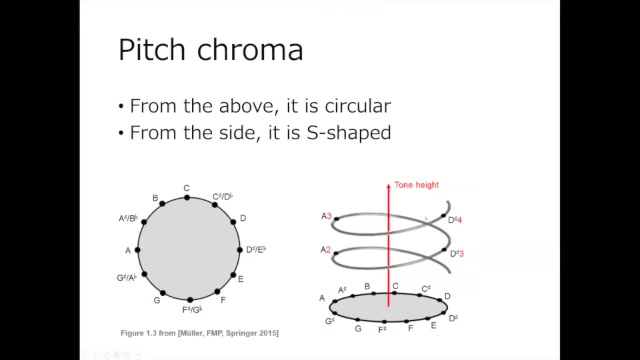 Pitch chroma
• From the above, it is circular
• From the side, it is S-shaped
C
B
C♯/D♭
A♯/B♭
D
A
D♯/E♭
G♯/A♭
E
G
F
F♯/G♭
Figure 1.3 from [Müller, FMP, Springer 2015]
Tone height
A3
D♯4
A2
D♯3
A
A♯
B
C
C♯
D
G♯
G
F♯
F
E
D♯